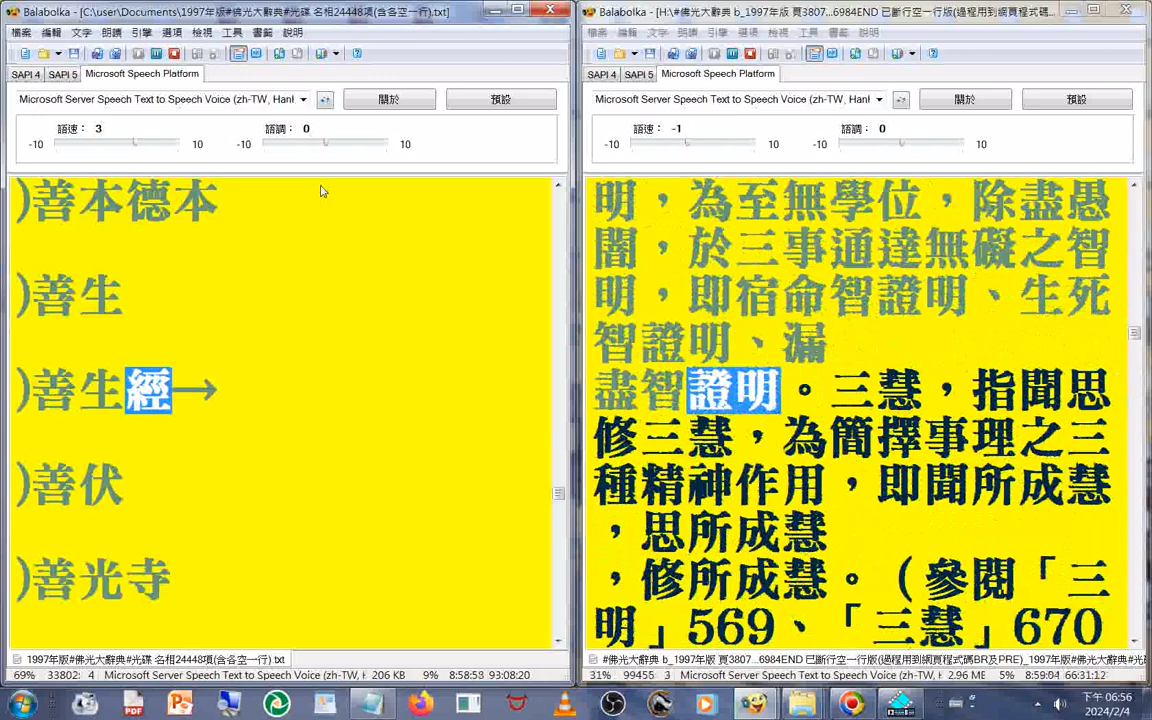 Balabolka - [C:\user\Documents\1997年版#佛光大辭典#光碟 名相24448項(含各空一行).txt]
檔案 編輯 文字 朗讀 引擎 選項 檢視 工具 書籤 說明
SAPI 4 SAPI 5 Microsoft Speech Platform
Microsoft Server Speech Text to Speech Voice (zh-TW, Hanl 關於 預設
語速： 3 語調： 0
-10 10 -10 10
)善本德本
)善生
)善生經→
)善伏
)善光寺
1997年版#佛光大辭典#光碟 名相24448項(含各空一行).txt
69% 33802: 4 Microsoft Server Speech Text to Speech Voice (zh-TW, H 206 KB 9% 8:58:58 93:08:20
Balabolka - [H:\#佛光大辭典 b_1997年版 頁3807...6984END 已斷行空一行版(過程用到網頁程式碼...
檔案 編輯 文字 朗讀 引擎 選項 檢視 工具 書籤 說明
SAPI 4 SAPI 5 Microsoft Speech Platform
Microsoft Server Speech Text to Speech Voice (zh-TW, Hanl 關於 預設
語速： -1 語調： 0
-10 10 -10 10
明，為至無學位，除盡愚
闇，於三事通達無礙之智
明，即宿命智證明、生死
智證明、漏
盡智證明。三慧，指聞思
修三慧，為簡擇事理之三
種精神作用，即聞所成慧
，思所成慧
，修所成慧。（參閱「三
明」569、「三慧」670
#佛光大辭典 b_1997年版 頁3807...6984END 已斷行空一行版(過程用到網頁程式碼BR及PRE)_1997年版#佛光
31% 99455 3 Microsoft Server Speech Text to Speech Voice (zh-TW, H 2.96 ME 5% 8:59:04 66:31:12
下午 06:56
2024/2/4